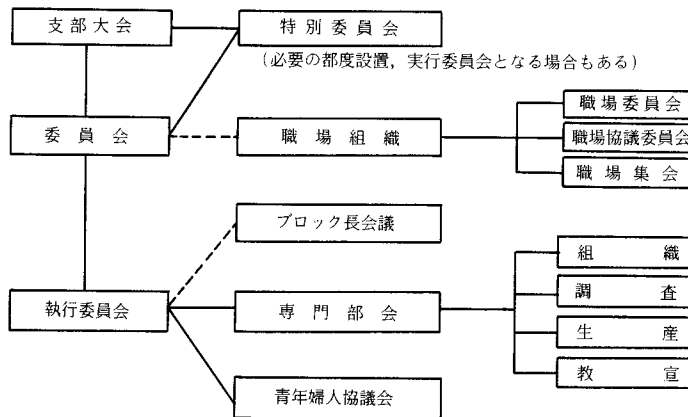 支部大会
特別委員会
(必要の都度設置,実行委員会となる場合もある)
委員会
職場組織
職場委員会
職場協議委員会
職場集会
ブロック長会議
執行委員会
専門部会
組織
調査
生産
教宣
青年婦人協議会